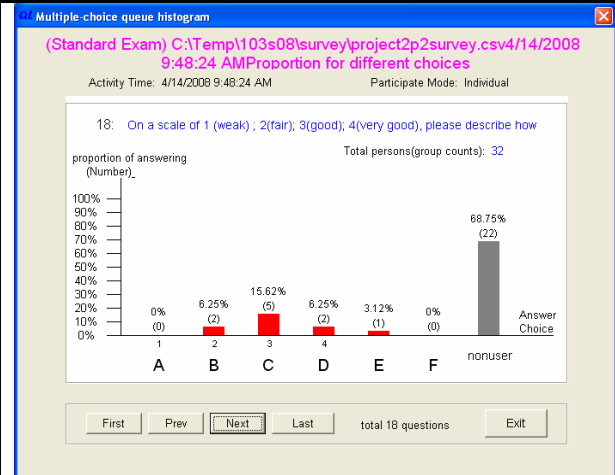 QL Multiple-choice queue histogram
(Standard Exam) C:\Temp\103s08\survey\project2p2survey.csv4/14/2008
9:48:24 AMProportion for different choices
Activity Time: 4/14/2008 9:48:24 AM Participate Mode: Individual
18: On a scale of 1 (weak) ; 2(fair); 3(good); 4(very good), please describe how
Total persons(group counts): 32
proportion of answering
(Number)_
100%
90%
80%
70%
60%
50%
40%
30%
20%
10%
0%
0%
(0)
6.25%
(2)
15.62%
(5)
6.25%
(2)
3.12%
(1)
0%
(0)
68.75%
(22)
Answer
Choice
1 2 3 4
A B C D E F nonuser
First Prev Next Last total 18 questions Exit